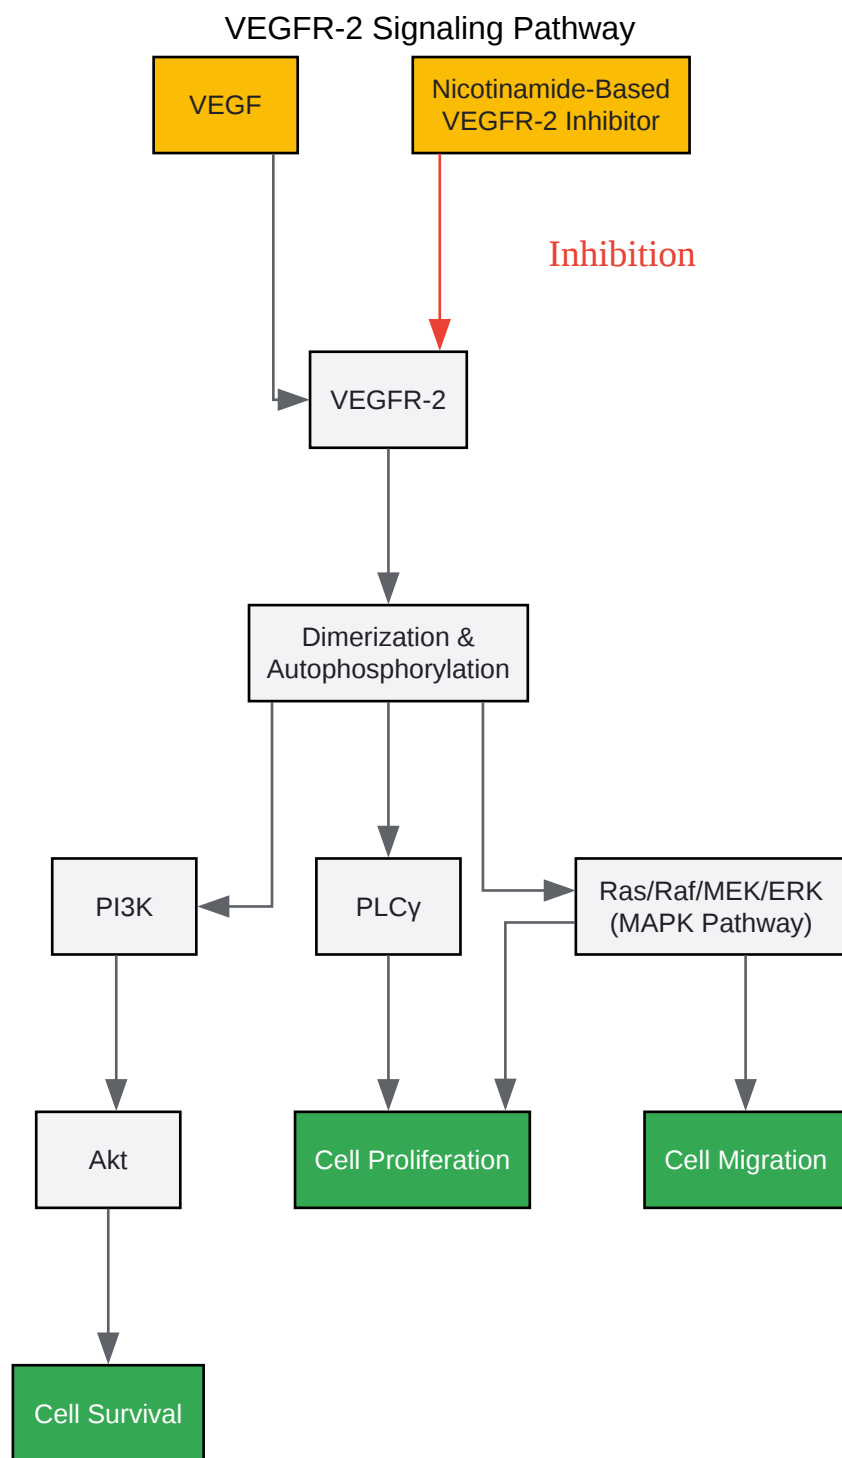 VEGFR-2 Signaling Pathway
VEGF
Nicotinamide-Based
VEGFR-2 Inhibitor
Inhibition
VEGFR-2
Dimerization &
Autophosphorylation
PI3K
PLCγ
Ras/Raf/MEK/ERK
(MAPK Pathway)
Akt
Cell Proliferation
Cell Migration
Cell Survival